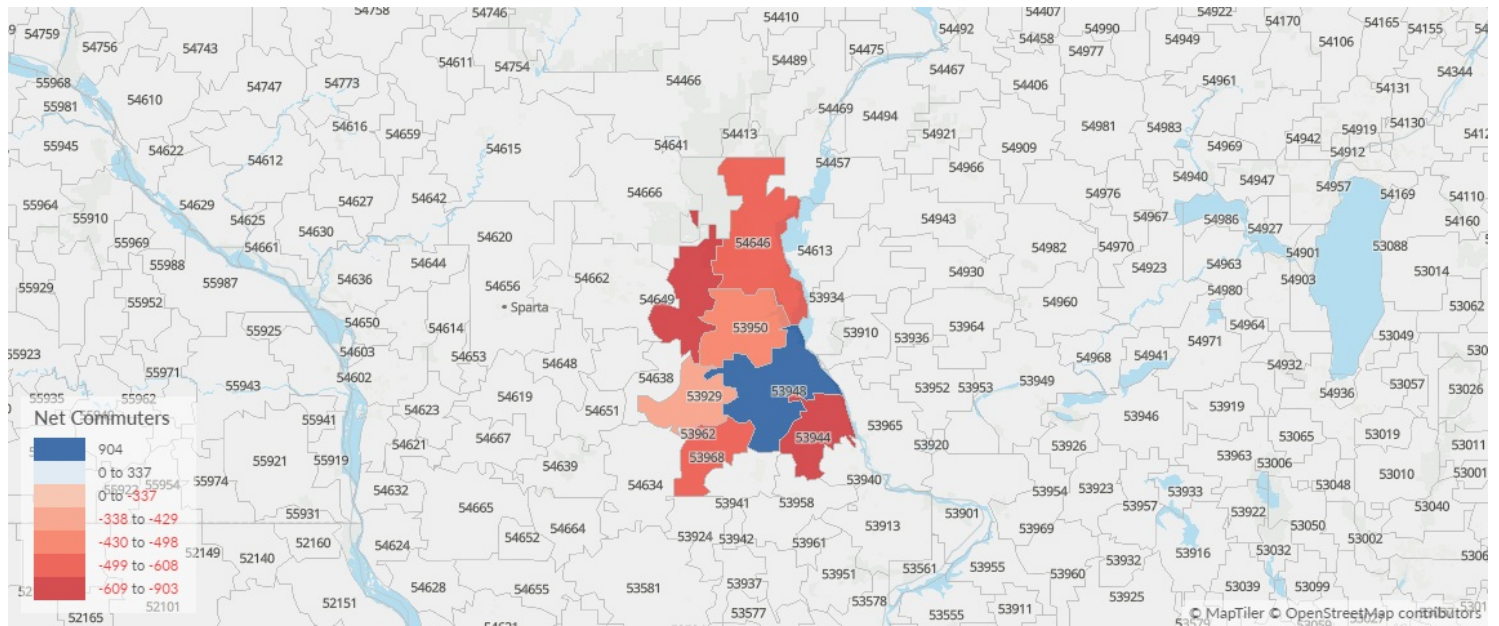 54758 54746 54410 54407 54922 54170 54165 54155
54759 54756 54743 54489 54475 54492 54458 54990 54977 54949 54106
54611 54754 54467
55968 54747 54773 54466 54406 54961 54344
55981 54610 54469 54131
54616 54659 54413 54494 54921 54981 54983 54919 54130
55945 54622 54612 54615 54641 54909 54969 54942 54912
54457 54966
54666 54940 54947 54957 54169 54110
55964 54629 54627 54642 54976
55910 54625 54943 54967 54986 54927 54160
55969 54661 54630 54620 54646 54613 54982 54970 54901 53088
55988 54644 54662 54930 54923 54963 54903 53014
55929 55987 54636 54656 54980
55952 54649 53934 54960 53062
Sparta
54650 53950 53910 53964 54964
55925 54614 53936 54971 53049
55923 54603 54653 54968 54941
55971 54648 54932
54602 54638 53949 53057
55943 53952 53953 53026
55935 55962 54619 53929 53948 54936
54623 54651 53946 53919
Net Commuters
55941 53965
904
54621 54667 53962 53944 53920 53926 53065 53019
53011
0 to 337
55921 55919 54639 53968 53963 53006
53010 53001
0 to -337
55954 55974 54632 54634 53940 53954 53923 53933 53048
-338 to -429
55931 54665 53941 53958 53901 53957 53922 53040
-430 to -498
52149 52140 52160 54624 54652 54664 53924 53942 53961 53913 53969 53916 53032 53050 53002
-499 to -608
53581 53937 53951 53561 53955 53960 53932
-609 to -903
52101 52151 54628 54655 53577 53578 53555 53911 53925 53039 53099
52165
© MapTiler © OpenStreetMap contributors